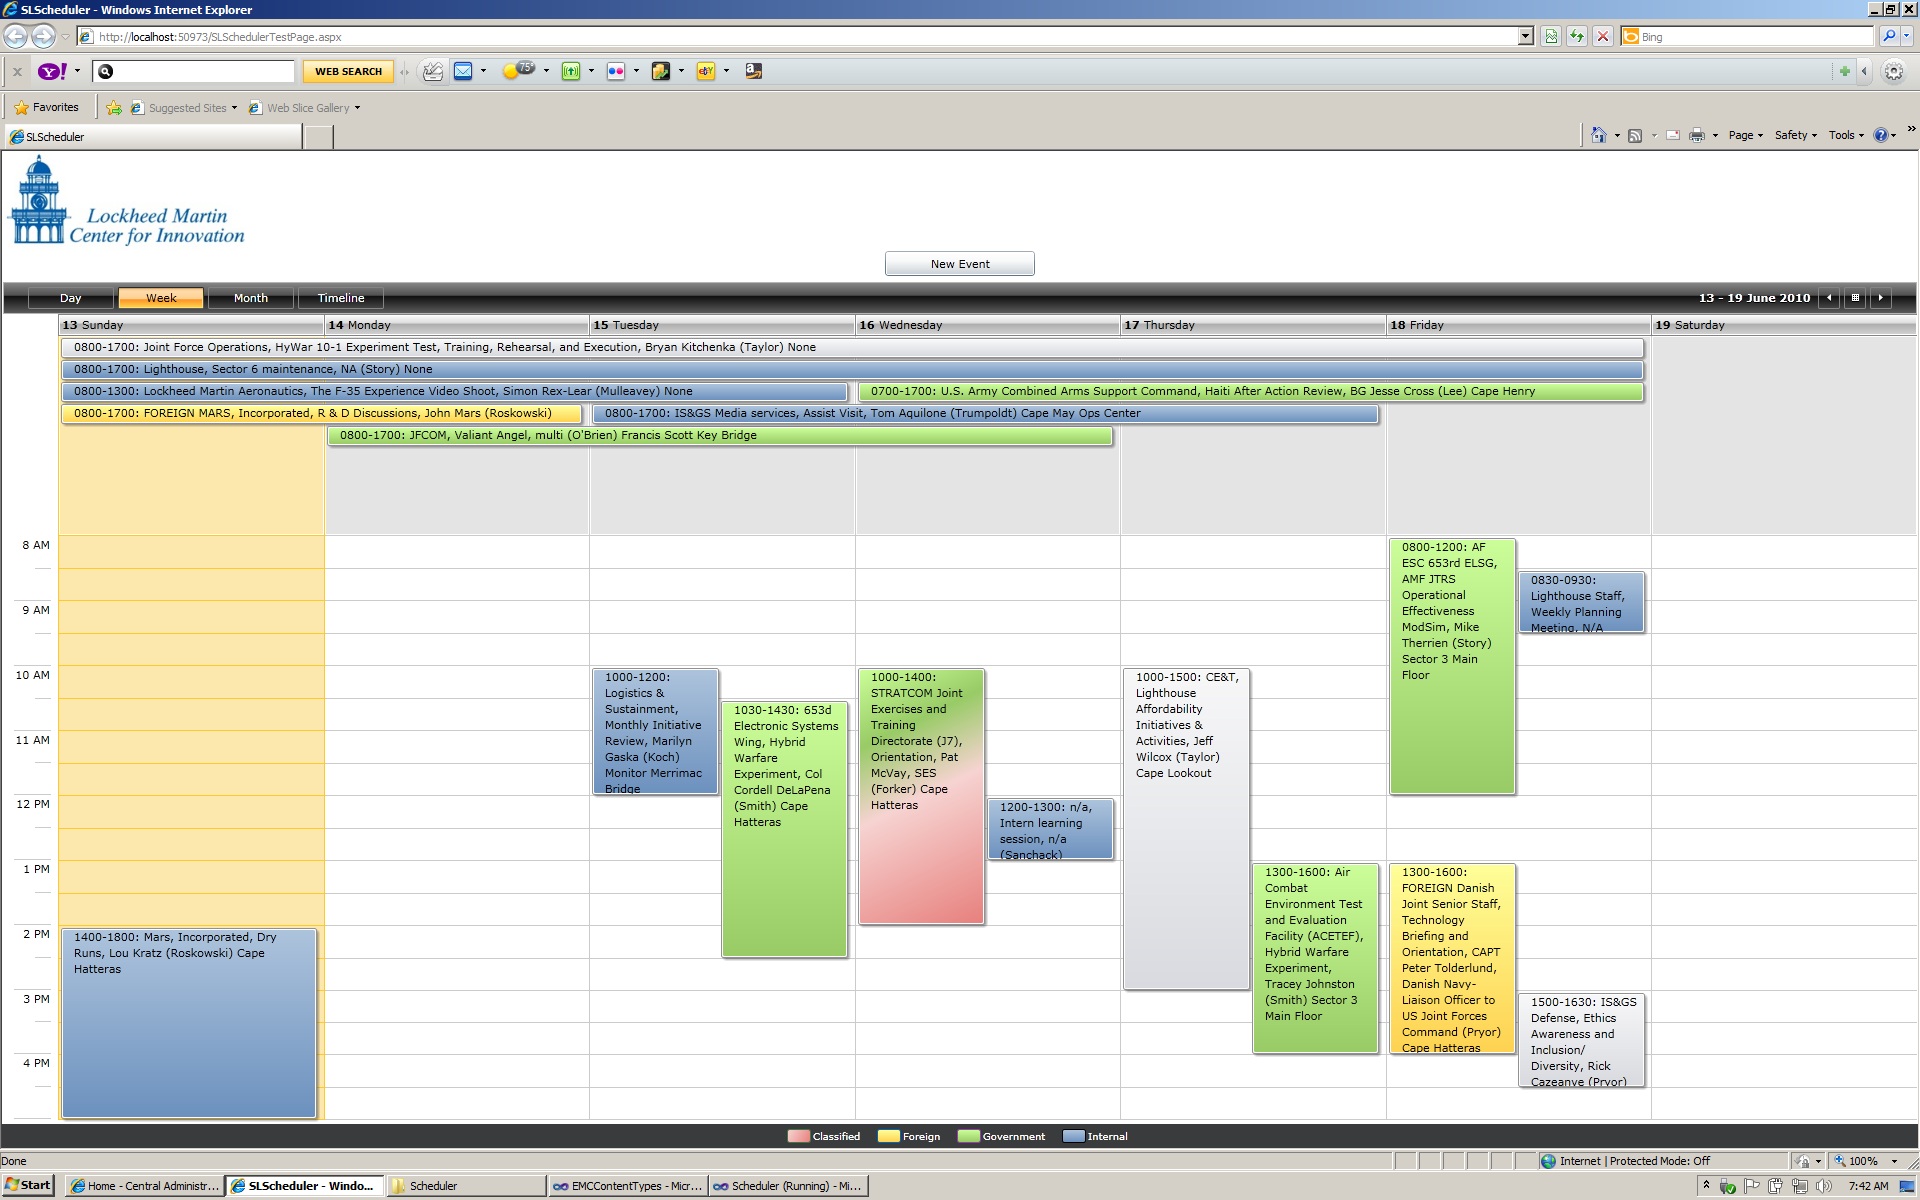 SLScheduler - Windows Internet Explorer
http://localhost:50973/SLSchedulerTestPage.aspx
Bing
Y!
WEB SEARCH
75°
Favorites
Suggested Sites
Web Slice Gallery
SLScheduler
Page
Safety
Tools
Lockheed Martin
Center for Innovation
New Event
Day
Week
Month
Timeline
13 - 19 June 2010
13 Sunday
14 Monday
15 Tuesday
16 Wednesday
17 Thursday
18 Friday
19 Saturday
0800-1700: Joint Force Operations, HyWar 10-1 Experiment Test, Training, Rehearsal, and Execution, Bryan Kitchenka (Taylor) None
0800-1700: Lighthouse, Sector 6 maintenance, NA (Story) None
0800-1300: Lockheed Martin Aeronautics, The F-35 Experience Video Shoot, Simon Rex-Lear (Mulleavey) None
0700-1700: U.S. Army Combined Arms Support Command, Haiti After Action Review, BG Jesse Cross (Lee) Cape Henry
0800-1700: FOREIGN MARS, Incorporated, R & D Discussions, John Mars (Roskowski)
0800-1700: IS&GS Media services, Assist Visit, Tom Aquilone (Trumpoldt) Cape May Ops Center
0800-1700: JFCOM, Valiant Angel, multi (O'Brien) Francis Scott Key Bridge
8 AM
9 AM
10 AM
11 AM
12 PM
1 PM
2 PM
3 PM
4 PM
1400-1800: Mars, Incorporated, Dry
Runs, Lou Kratz (Roskowski) Cape
Hatteras
1000-1200:
Logistics &
Sustainment,
Monthly Initiative
Review, Marilyn
Gaska (Koch)
Monitor Merrimac
Bridge
1030-1430: 653d
Electronic Systems
Wing, Hybrid
Warfare
Experiment, Col
Cordell DeLaPena
(Smith) Cape
Hatteras
1000-1400:
STRATCOM Joint
Exercises and
Training
Directorate (J7),
Orientation, Pat
McVay, SES
(Forker) Cape
Hatteras
1200-1300: n/a,
Intern learning
session, n/a
(Sanchack)
1000-1500: CE&T,
Lighthouse
Affordability
Initiatives &
Activities, Jeff
Wilcox (Taylor)
Cape Lookout
1300-1600: Air
Combat
Environment Test
and Evaluation
Facility (ACETEF),
Hybrid Warfare
Experiment,
Tracey Johnston
(Smith) Sector 3
Main Floor
0800-1200: AF
ESC 653rd ELSG,
AMF JTRS
Operational
Effectiveness
ModSim, Mike
Therrien (Story)
Sector 3 Main
Floor
0830-0930:
Lighthouse Staff,
Weekly Planning
Meeting, N/A
1300-1600:
FOREIGN Danish
Joint Senior Staff,
Technology
Briefing and
Orientation, CAPT
Peter Tolderlund,
Danish Navy-
Liaison Officer to
US Joint Forces
Command (Pryor)
Cape Hatteras
1500-1630: IS&GS
Defense, Ethics
Awareness and
Inclusion/
Diversity, Rick
Cazeanve (Pryor)
Classified
Foreign
Government
Internal
Done
Internet | Protected Mode: Off
100%
Start
Home - Central Administr...
SLScheduler - Windo...
Scheduler
EMCContentTypes - Micr...
Scheduler (Running) - Mi...
7:42 AM